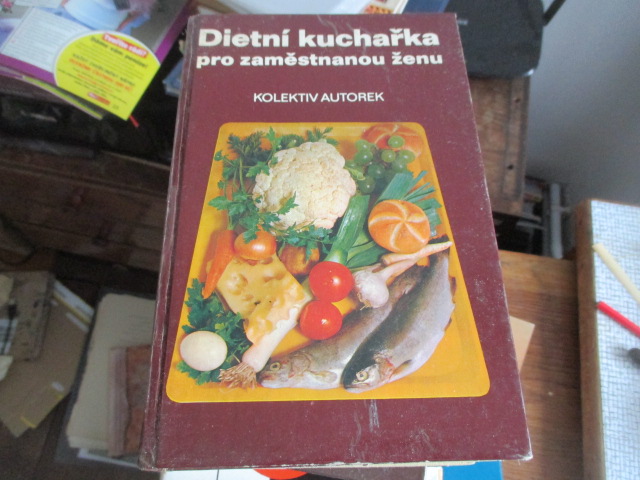 Dietní kuchařka
pro zaměstnanou ženu
KOLEKTIV AUTOREK